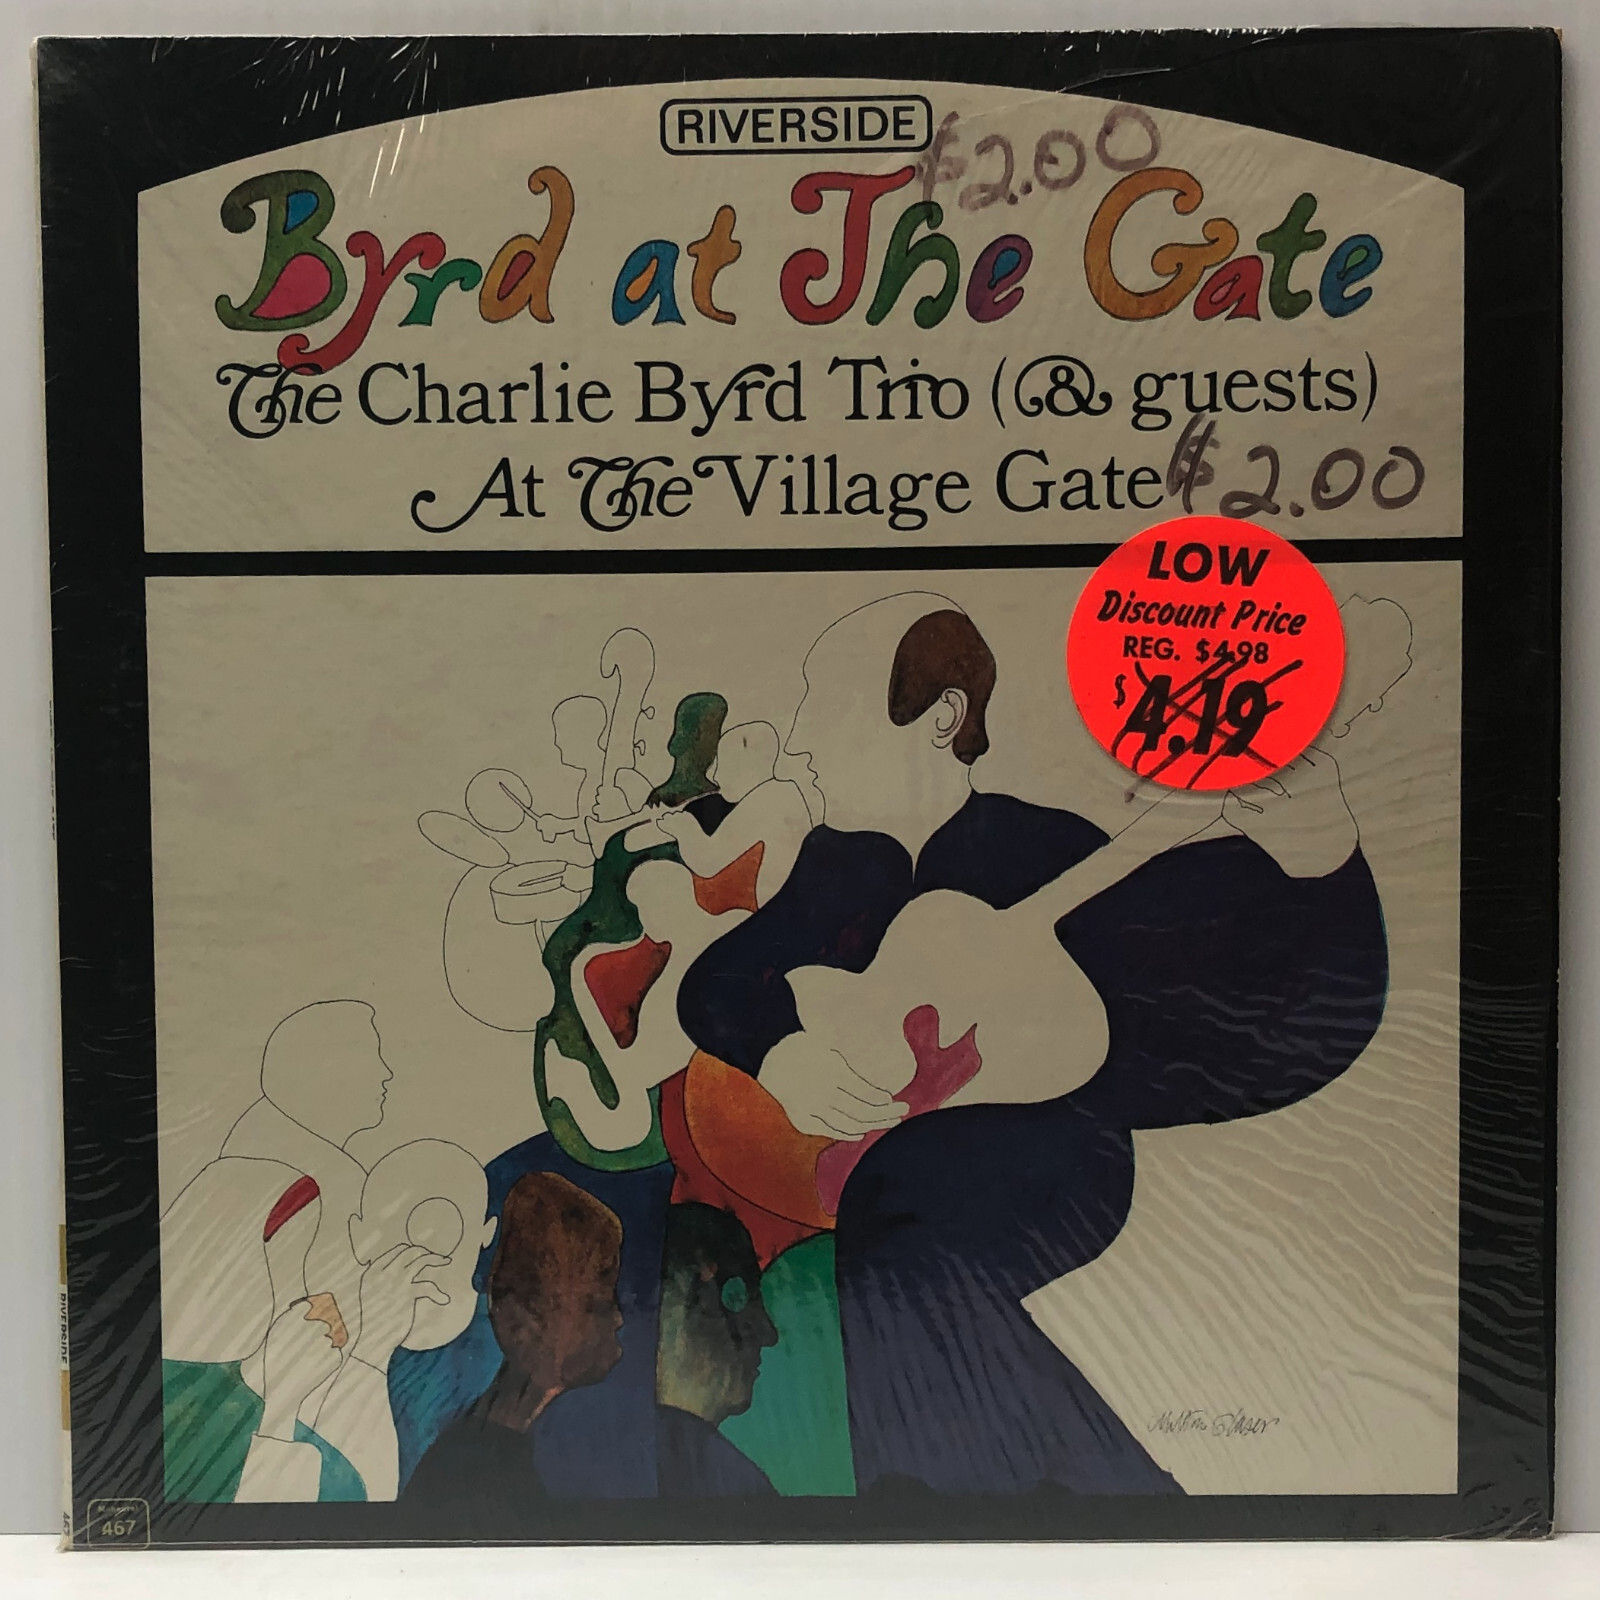 RIVERSIDE
$2.00
Byrd at The Gate
The Charlie Byrd Trio (& guests)
At The Village Gate
$2.00
LOW
Discount Price
REG. $4.98
$4.19
Milton Glaser
467
RIVERSIDE